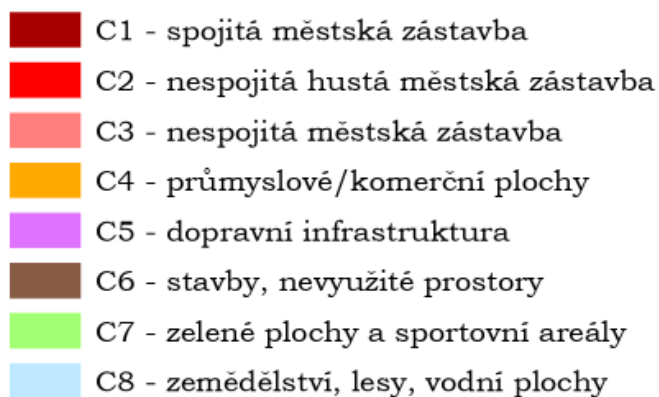 C1 - spojitá městská zástavba
C2 - nespojitá hustá městská zástavba
C3 - nespojitá městská zástavba
C4 - průmyslové/komerční plochy
C5 - dopravní infrastruktura
C6 - stavby, nevyužité prostory
C7 - zelené plochy a sportovní areály
C8 - zemědělství, lesy, vodní plochy